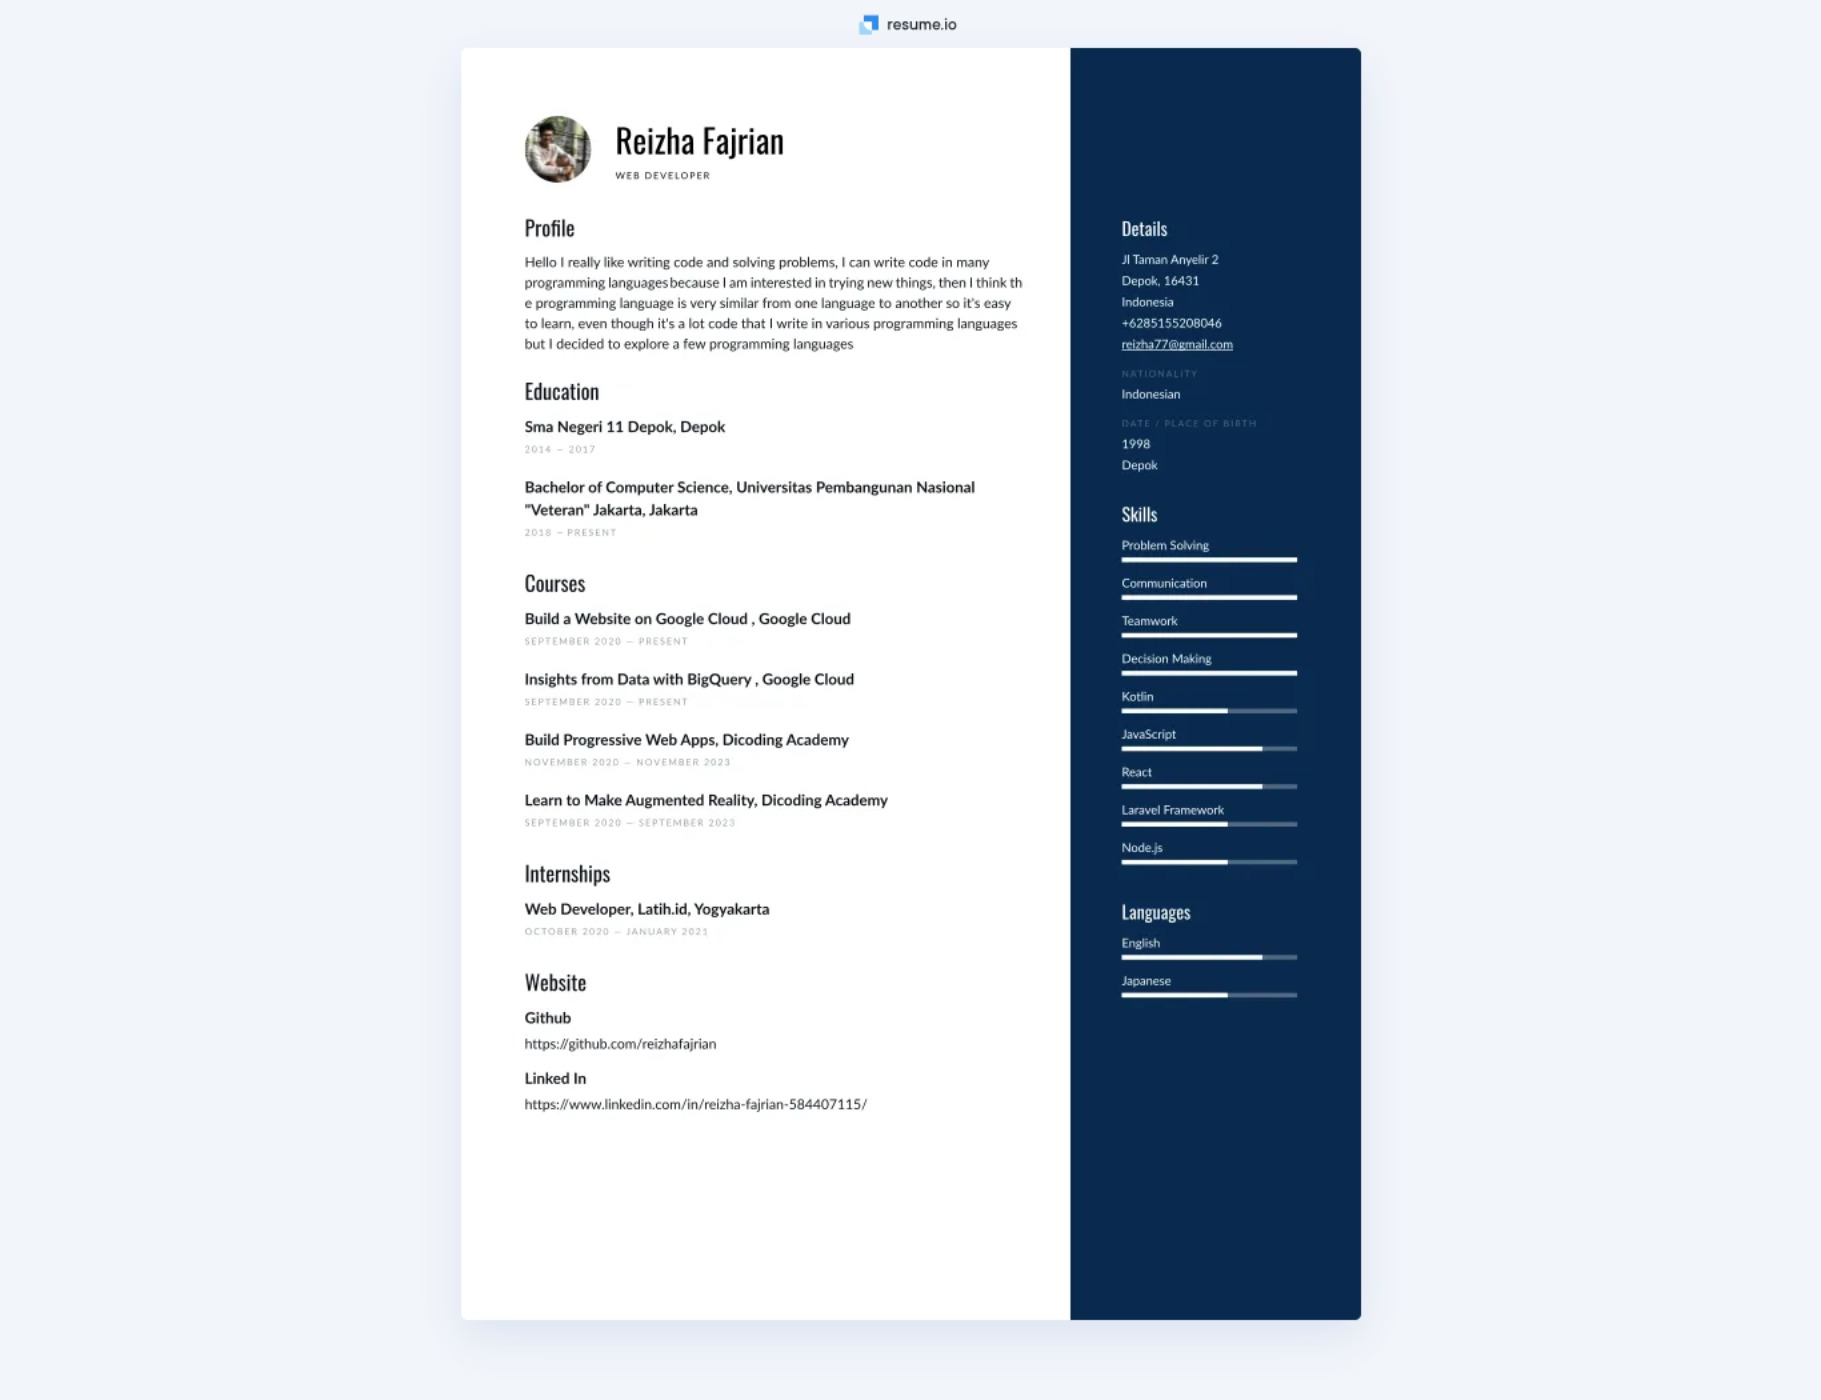 resume.io
Reizha Fajrian
WEB DEVELOPER
Profile
Hello I really like writing code and solving problems, I can write code in many
programming languages because I am interested in trying new things, then I think th
e programming language is very similar from one language to another so it's easy
to learn, even though it's a lot code that I write in various programming languages
but I decided to explore a few programming languages
Education
Sma Negeri 11 Depok, Depok
2014 — 2017
Bachelor of Computer Science, Universitas Pembangunan Nasional
"Veteran" Jakarta, Jakarta
2018 — PRESENT
Courses
Build a Website on Google Cloud , Google Cloud
SEPTEMBER 2020 — PRESENT
Insights from Data with BigQuery , Google Cloud
SEPTEMBER 2020 — PRESENT
Build Progressive Web Apps, Dicoding Academy
NOVEMBER 2020 — NOVEMBER 2023
Learn to Make Augmented Reality, Dicoding Academy
SEPTEMBER 2020 — SEPTEMBER 2023
Internships
Web Developer, Latih.id, Yogyakarta
OCTOBER 2020 — JANUARY 2021
Website
Github
https://github.com/reizhafajrian
Linked In
https://www.linkedin.com/in/reizha-fajrian-584407115/
Details
Jl Taman Anyelir 2
Depok, 16431
Indonesia
+6285155208046
reizha77@gmail.com
NATIONALITY
Indonesian
DATE / PLACE OF BIRTH
1998
Depok
Skills
Problem Solving
Communication
Teamwork
Decision Making
Kotlin
JavaScript
React
Laravel Framework
Node.js
Languages
English
Japanese